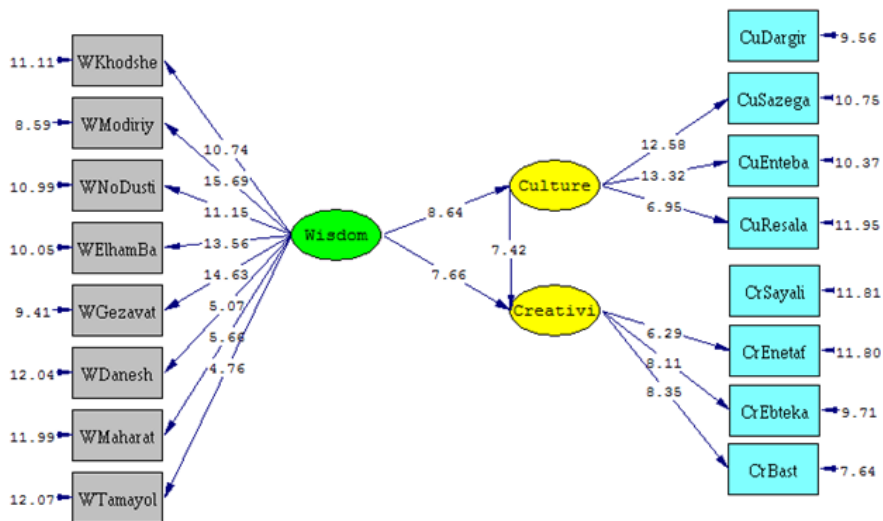 11.11 WKhodshe
8.59 WModiriy
10.99 WNoDusti
10.05 WElhamBa
9.41 WGezavat
12.04 WDanesh
11.99 WMaharat
12.07 WTamayol
10.74
15.69
11.15
13.56
14.63
5.07
5.66
4.76
Wisdom
8.64
7.66
Culture
7.42
Creativi
12.58
13.32
6.95
6.29
8.11
8.35
CuDargir 9.56
CuSazega 10.75
CuEnteba 10.37
CuResala 11.95
CrSayali 11.81
CrEnetaf 11.80
CrEbteka 9.71
CrBast 7.64